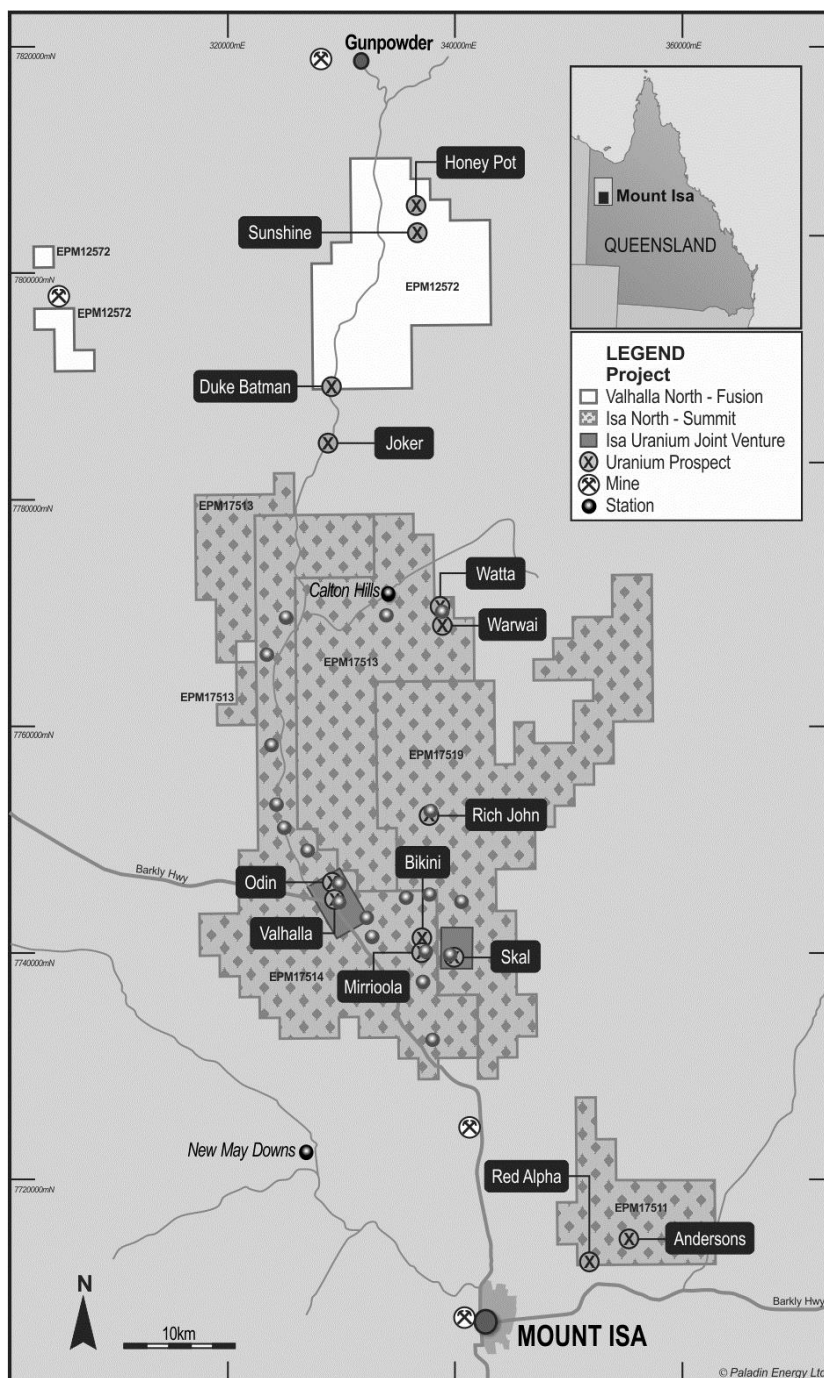 320000mE
340000mE
360000mE
7820000mN
Gunpowder
Honey Pot
Sunshine
Mount Isa
QUEENSLAND
EPM12572
7800000mN
EPM12572
EPM12572
LEGEND
Project
Valhalla North - Fusion
Isa North - Summit
Isa Uranium Joint Venture
Uranium Prospect
Mine
Station
Duke Batman
Joker
7780000mN
EPM17513
Calton Hills
Watta
Warwai
EPM17513
EPM17513
7760000mN
EPM17519
Rich John
Bikini
Barkly Hwy
Odin
Valhalla
Skal
7740000mN
EPM17514
Mirrioola
New May Downs
7720000mN
Red Alpha
EPM17511
Andersons
N
10km
MOUNT ISA
Barkly Hwy
© Paladin Energy Ltd